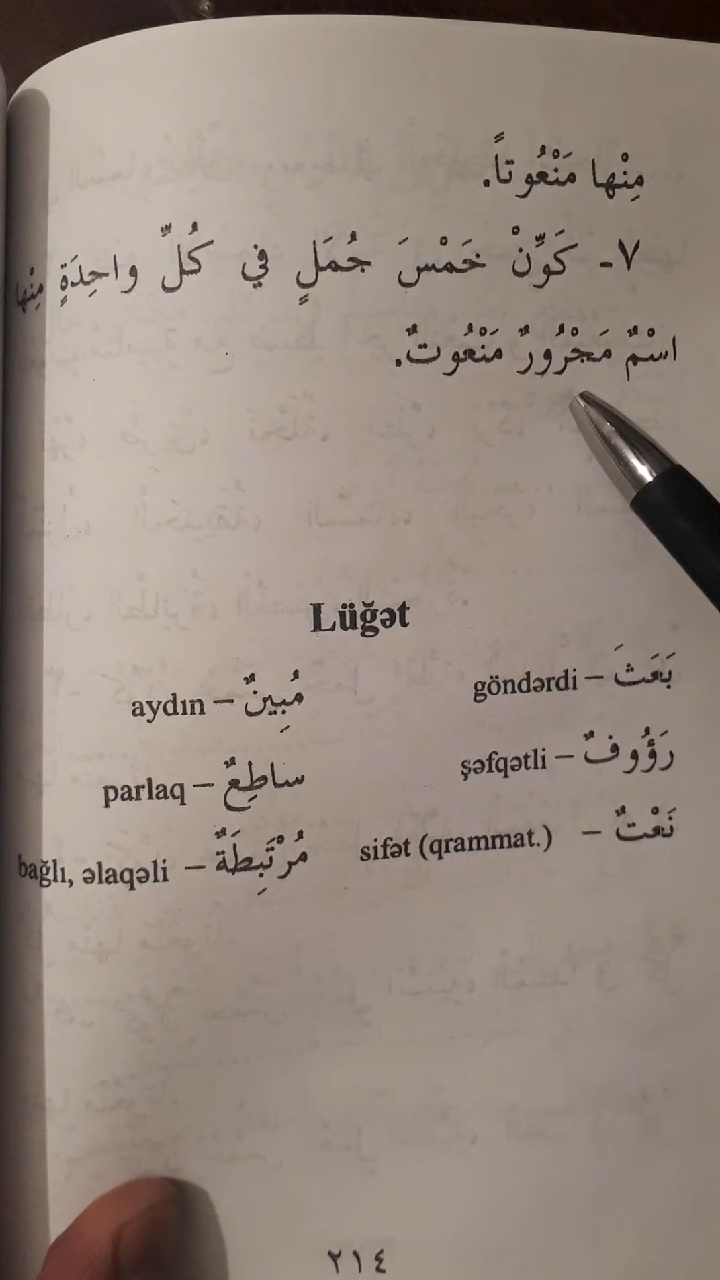 مِنْها مَنْعُوتاً.
٧- كَوِّنْ خَمْسَ جُمَلٍ في كُلِّ واحِدَةٍ مِنْها
اسْمٌ مَجْرُورٌ مَنْعُوتٌ.
Lüğət
بَعَثَ – göndərdi
رَؤُوفٌ – şəfqətli
نَعْتٌ – sifət (qrammat.)
مُبِينٌ – aydın
ساطِعٌ – parlaq
مُرْتَبِطَةٌ – bağlı, əlaqəli
٢١٤